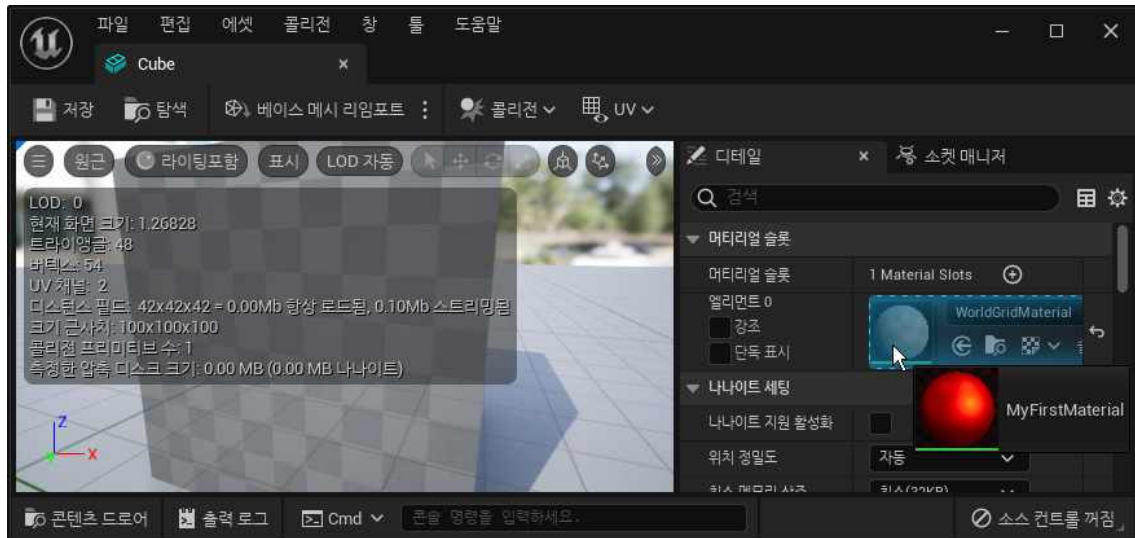 파일 편집 에셋 콜리전 창 툴 도움말
Cube
저장 탐색 베이스 메시 리임포트 콜리전 UV
원근 라이팅포함 표시 LOD 자동
LOD: 0
현재 화면 크기: 1.26828
트라이앵글: 48
버텍스: 54
UV 채널: 2
디스턴스 필드: 42x42x42 = 0.00Mb 항상 로드됨, 0.10Mb 스트리밍됨
크기 근사치: 100x100x100
콜리전 프리미티브 수: 1
측정한 압축 디스크 크기: 0.00 MB (0.00 MB 나나이트)
Z
X
디테일 소켓 매니저
검색
머티리얼 슬롯
머티리얼 슬롯 1 Material Slots
엘리먼트 0
WorldGridMaterial
강조
단독 표시
나나이트 세팅
MyFirstMaterial
나나이트 지원 활성화
위치 정밀도 자동
최소(32KB)
콘텐츠 드로어 출력 로그 Cmd 콘솔 명령을 입력하세요.
소스 컨트롤 꺼짐